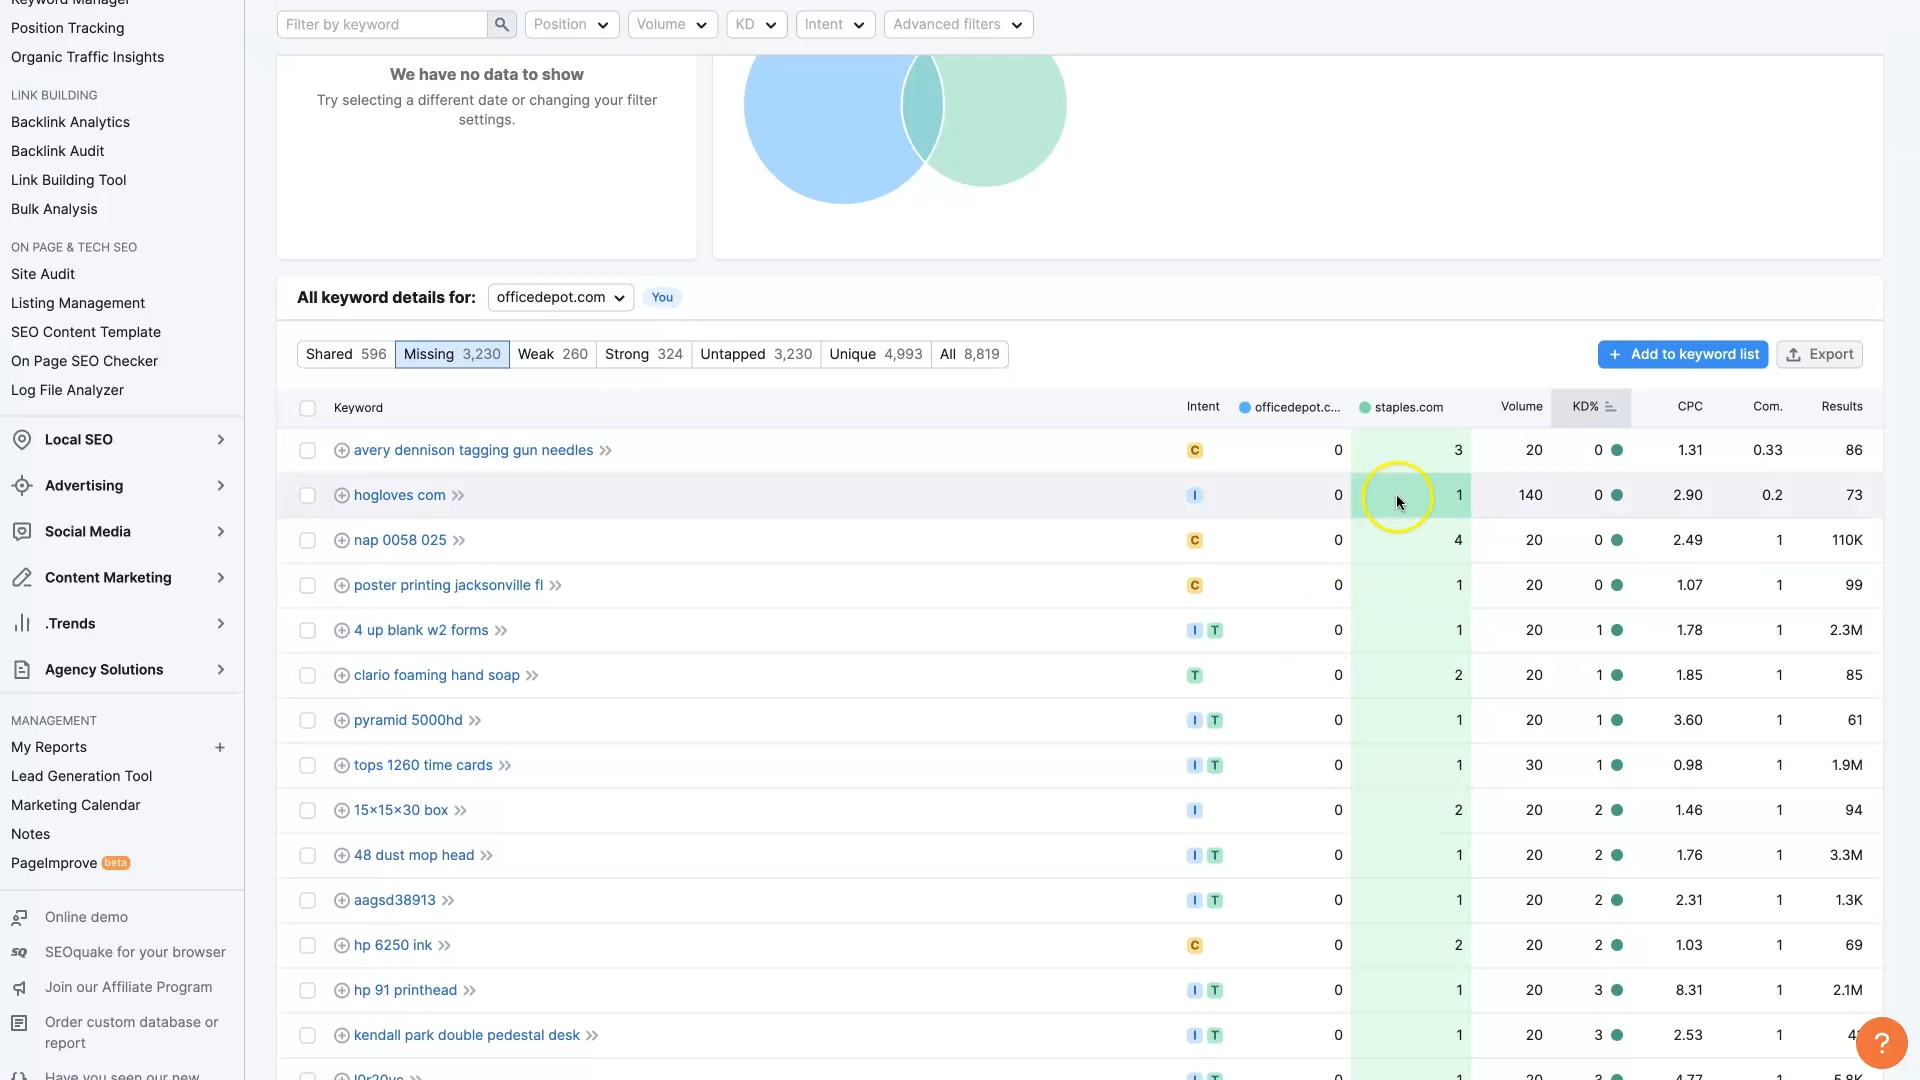 Position Tracking
Organic Traffic Insights
LINK BUILDING
Backlink Analytics
Backlink Audit
Link Building Tool
Bulk Analysis
ON PAGE & TECH SEO
Site Audit
Listing Management
SEO Content Template
On Page SEO Checker
Log File Analyzer
Local SEO
Advertising
Social Media
Content Marketing
.Trends
Agency Solutions
MANAGEMENT
My Reports +
Lead Generation Tool
Marketing Calendar
Notes
PageImprove beta
Online demo
SQ SEOquake for your browser
Join our Affiliate Program
Order custom database or
report
Have you seen our new
Filter by keyword Position Volume KD Intent Advanced filters
We have no data to show
Try selecting a different date or changing your filter
settings.
All keyword details for: officedepot.com You
Shared 596 Missing 3,230 Weak 260 Strong 324 Untapped 3,230 Unique 4,993 All 8,819 + Add to keyword list Export
Keyword Intent officedepot.c... staples.com Volume KD% CPC Com. Results
avery dennison tagging gun needles C 0 3 20 0 1.31 0.33 86
hogloves com I 0 1 140 0 2.90 0.2 73
nap 0058 025 C 0 4 20 0 2.49 1 110K
poster printing jacksonville fl C 0 1 20 0 1.07 1 99
4 up blank w2 forms I T 0 1 20 1 1.78 1 2.3M
clario foaming hand soap T 0 2 20 1 1.85 1 85
pyramid 5000hd I T 0 1 20 1 3.60 1 61
tops 1260 time cards I T 0 1 30 1 0.98 1 1.9M
15×15×30 box I 0 2 20 2 1.46 1 94
48 dust mop head I T 0 1 20 2 1.76 1 3.3M
aagsd38913 I T 0 1 20 2 2.31 1 1.3K
hp 6250 ink C 0 2 20 2 1.03 1 69
hp 91 printhead I T 0 1 20 3 8.31 1 2.1M
kendall park double pedestal desk I T 0 1 20 3 2.53 1
?